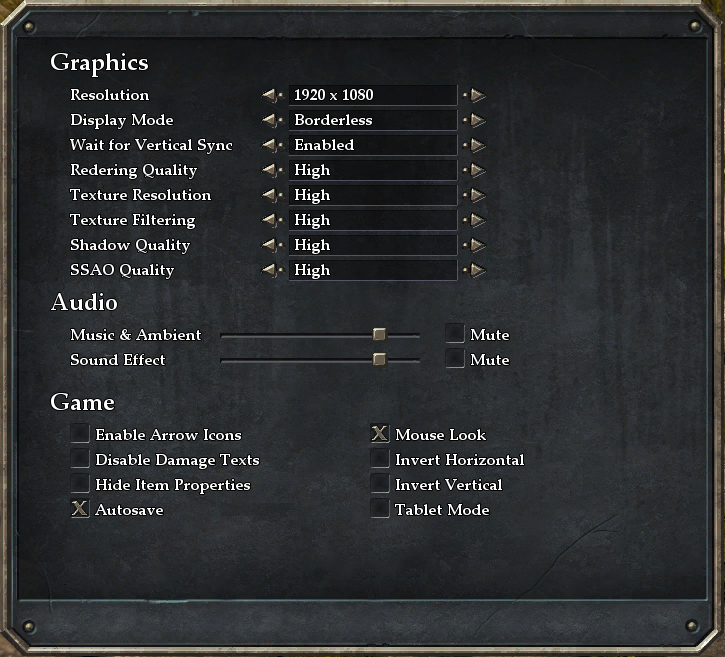 Graphics
Resolution 1920 x 1080
Display Mode Borderless
Wait for Vertical Sync Enabled
Redering Quality High
Texture Resolution High
Texture Filtering High
Shadow Quality High
SSAO Quality High
Audio
Music & Ambient Mute
Sound Effect Mute
Game
Enable Arrow Icons Mouse Look
Disable Damage Texts Invert Horizontal
Hide Item Properties Invert Vertical
Autosave Tablet Mode